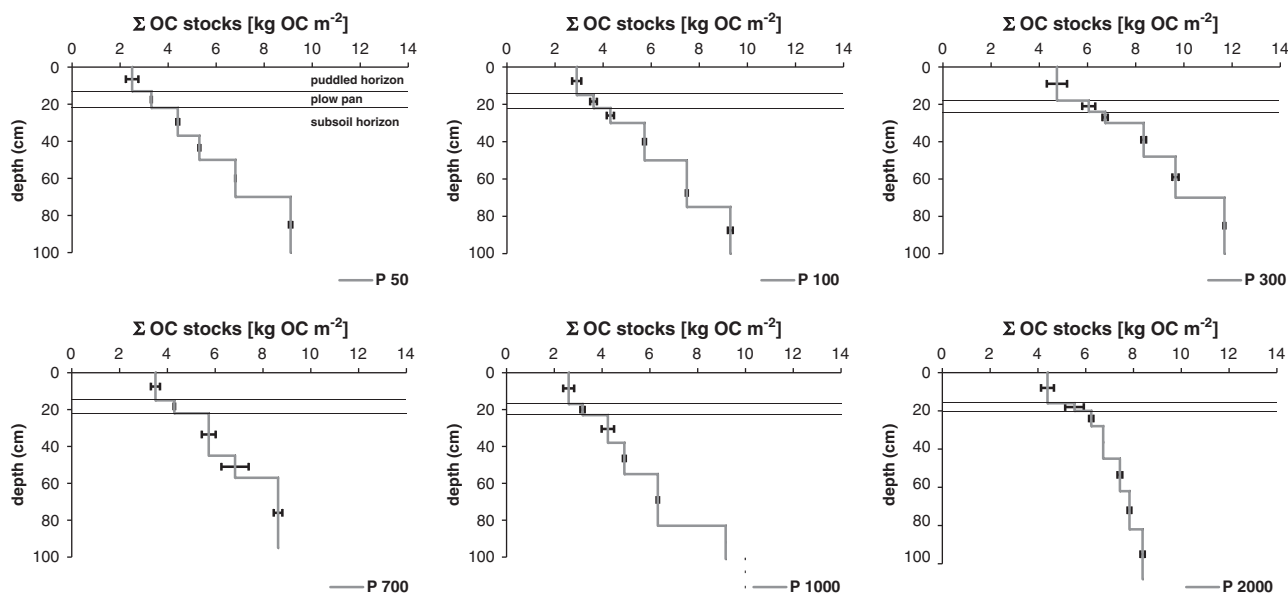 Σ OC stocks [kg OC m-2]
0 2 4 6 8 10 12 14
0
20
40
60
80
100
depth (cm)
puddled horizon
plow pan
subsoil horizon
P 50
Σ OC stocks [kg OC m-2]
0 2 4 6 8 10 12 14
0
20
40
60
80
100
depth (cm)
P 100
Σ OC stocks [kg OC m-2]
0 2 4 6 8 10 12 14
0
20
40
60
80
100
depth (cm)
P 300
Σ OC stocks [kg OC m-2]
0 2 4 6 8 10 12 14
0
20
40
60
80
100
depth (cm)
P 700
Σ OC stocks [kg OC m-2]
0 2 4 6 8 10 12 14
0
20
40
60
80
100
depth (cm)
P 1000
Σ OC stocks [kg OC m-2]
0 2 4 6 8 10 12 14
0
20
40
60
80
100
depth (cm)
P 2000